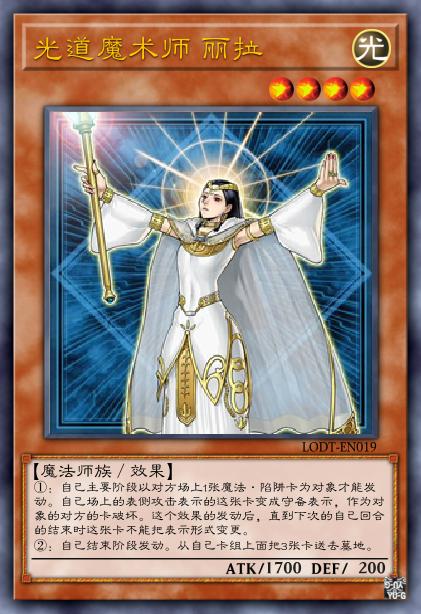 光道魔术师 丽拉
光
LODT-EN019
【魔法师族／效果】
①：自己主要阶段以对方场上1张魔法·陷阱卡为对象才能发
动。自己场上的表侧攻击表示的这张卡变成守备表示，作为对
象的对方的卡破坏。这个效果的发动后，直到下次的自己回合
的结束时这张卡不能把表示形式变更。
②：自己结束阶段发动。从自己卡组上面把3张卡送去墓地。
ATK/1700 DEF/ 200